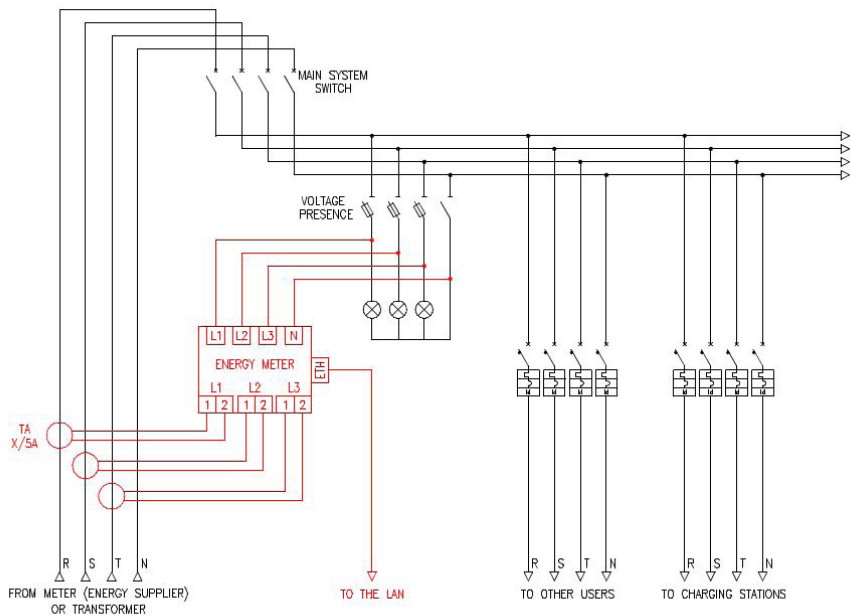 MAIN SYSTEM
SWITCH
VOLTAGE
PRESENCE
L1 L2 L3 N
ENERGY METER
ETH
L1 L2 L3
1 2 1 2 1 2
TA
X/5A
R S T N
FROM METER (ENERGY SUPPLIER)
OR TRANSFORMER
TO THE LAN
R S T N
TO OTHER USERS
R S T N
TO CHARGING STATIONS